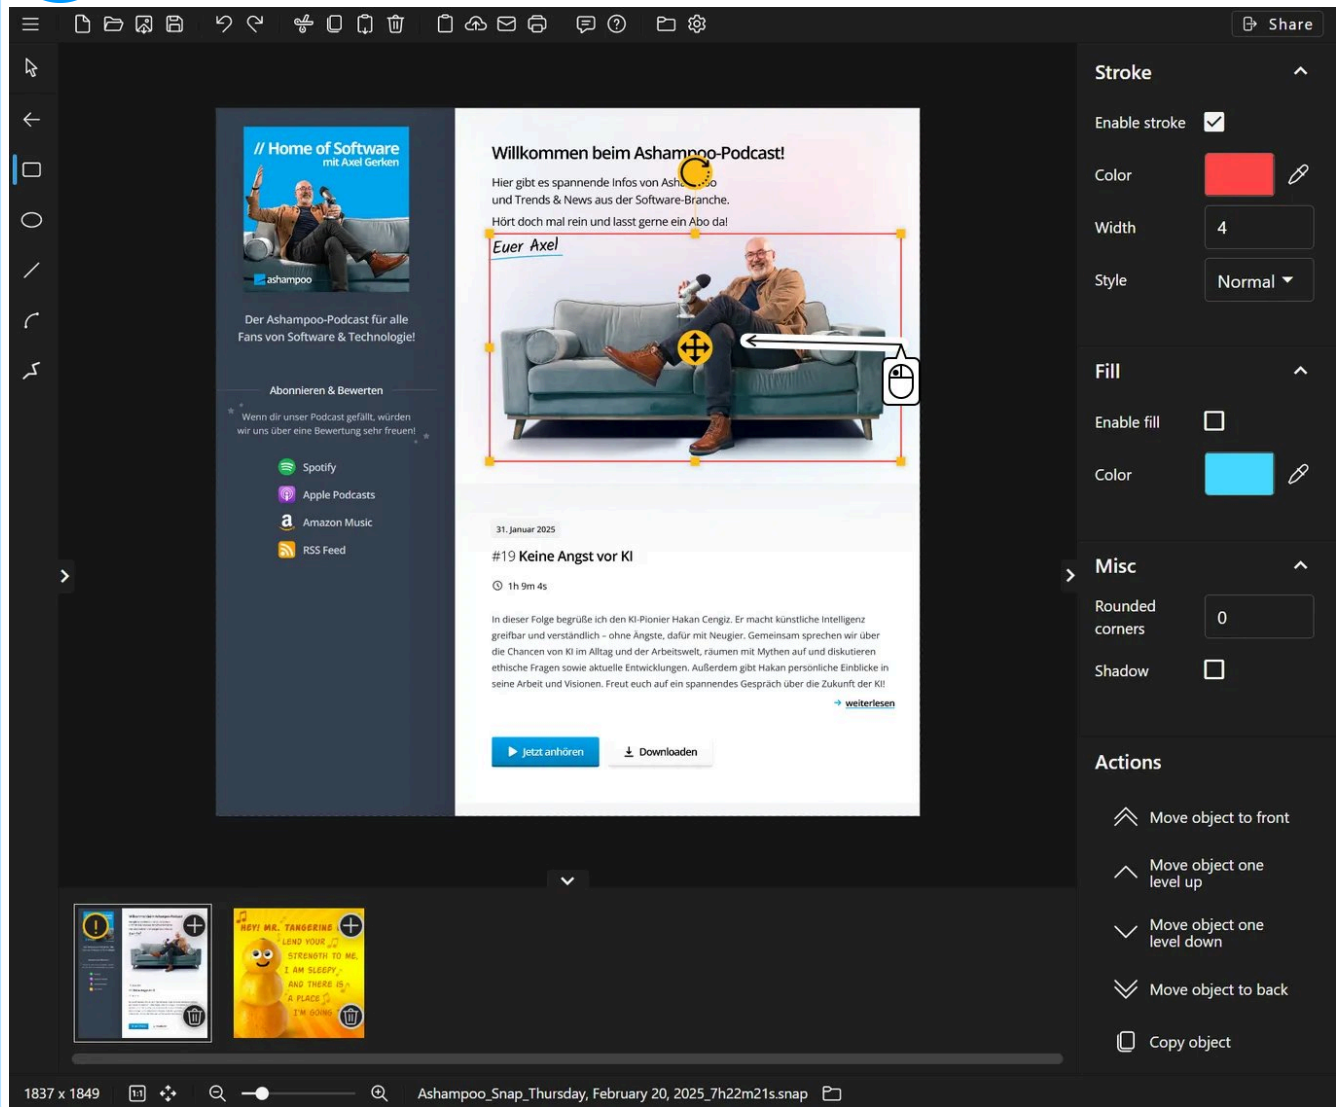 Share
// Home of Software
mit Axel Gerken
ashampoo
Der Ashampoo-Podcast für alle
Fans von Software & Technologie!
Abonnieren & Bewerten
Wenn dir unser Podcast gefällt, würden
wir uns über eine Bewertung sehr freuen!
Spotify
Apple Podcasts
Amazon Music
RSS Feed
Willkommen beim Ashampoo-Podcast!
Hier gibt es spannende Infos von Ashampoo
und Trends & News aus der Software-Branche.
Hört doch mal rein und lasst gerne ein Abo da!
Euer Axel
31. Januar 2025
#19 Keine Angst vor KI
1h 9m 4s
In dieser Folge begrüße ich den KI-Pionier Hakan Cengiz. Er macht künstliche Intelligenz
greifbar und verständlich – ohne Ängste, dafür mit Neugier. Gemeinsam sprechen wir über
die Chancen von KI im Alltag und der Arbeitswelt, räumen mit Mythen auf und diskutieren
ethische Fragen sowie aktuelle Entwicklungen. Außerdem gibt Hakan persönliche Einblicke in
seine Arbeit und Visionen. Freut euch auf ein spannendes Gespräch über die Zukunft der KI!
weiterlesen
Jetzt anhören
Downloaden
Stroke
Enable stroke
Color
Width
4
Style
Normal
Fill
Enable fill
Color
Misc
Rounded
corners
0
Shadow
Actions
Move object to front
Move object one
level up
Move object one
level down
Move object to back
Copy object
HEY! MR. TANGERINE
LEND YOUR
STRENGTH TO ME,
I AM SLEEPY
AND THERE IS
A PLACE
I'M GOING
1837 x 1849
1:1
Ashampoo_Snap_Thursday, February 20, 2025_7h22m21s.snap